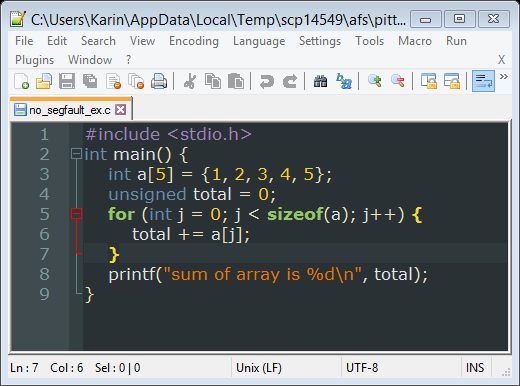 C:\Users\Karin\AppData\Local\Temp\scp14549\afs\pitt...
File Edit Search View Encoding Language Settings Tools Macro Run
Plugins Window ? X
no_segfault_ex.c
1 #include <stdio.h>
2 int main() {
3 int a[5] = {1, 2, 3, 4, 5};
4 unsigned total = 0;
5 for (int j = 0; j < sizeof(a); j++) {
6 total += a[j];
7 }
8 printf("sum of array is %d\n", total);
9 }
Ln : 7 Col : 6 Sel : 0 | 0 Unix (LF) UTF-8 INS